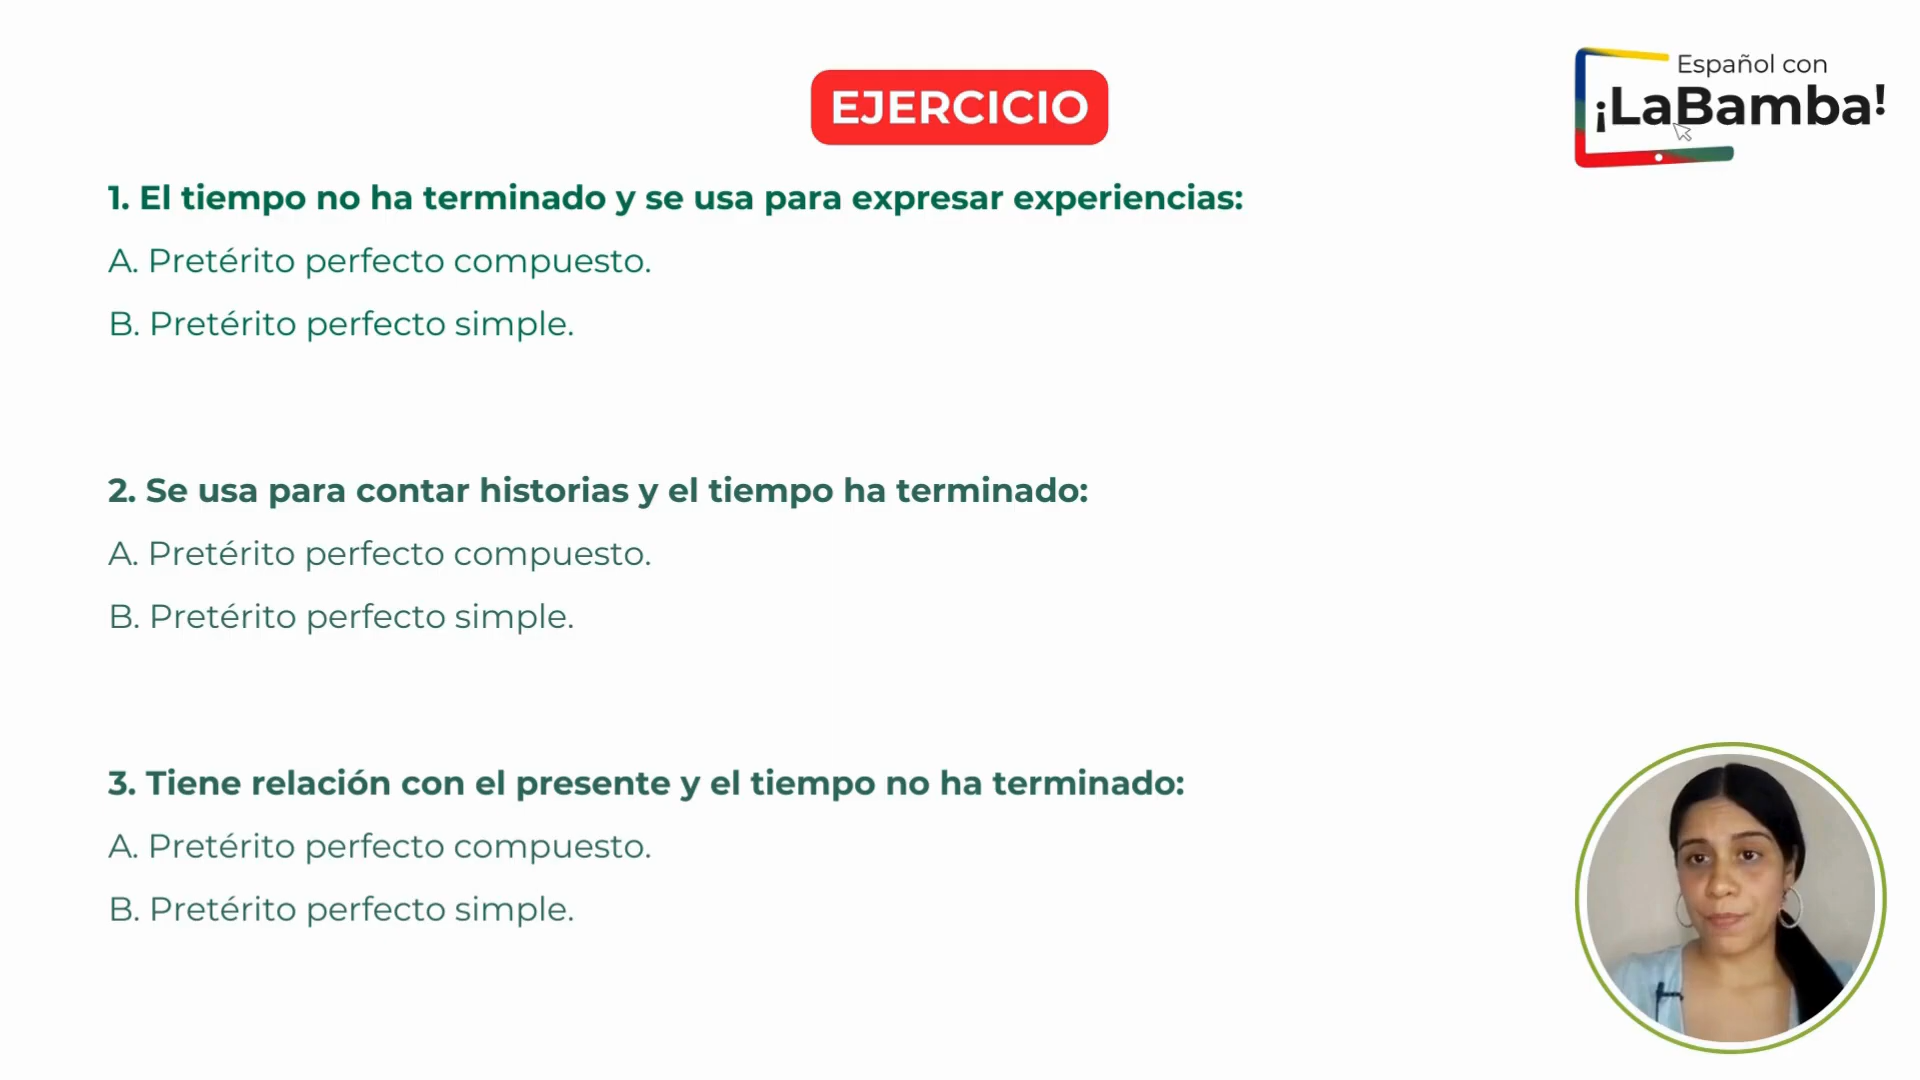 EJERCICIO
Español con
¡LaBamba!
1. El tiempo no ha terminado y se usa para expresar experiencias:
A. Pretérito perfecto compuesto.
B. Pretérito perfecto simple.
2. Se usa para contar historias y el tiempo ha terminado:
A. Pretérito perfecto compuesto.
B. Pretérito perfecto simple.
3. Tiene relación con el presente y el tiempo no ha terminado:
A. Pretérito perfecto compuesto.
B. Pretérito perfecto simple.